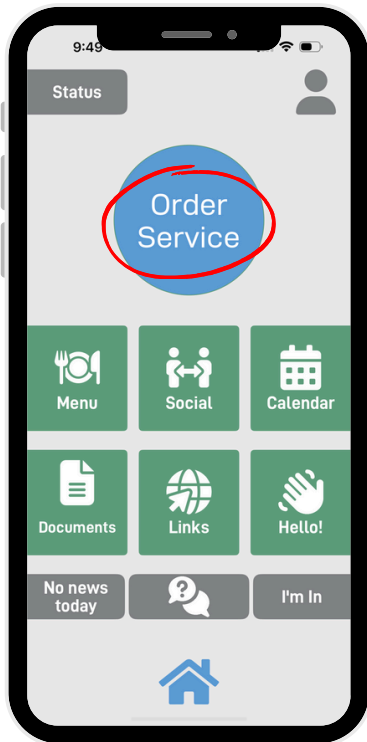 9:49
Status
Order
Service
Menu
Social
Calendar
Documents
Links
Hello!
No news
today
?
I'm In